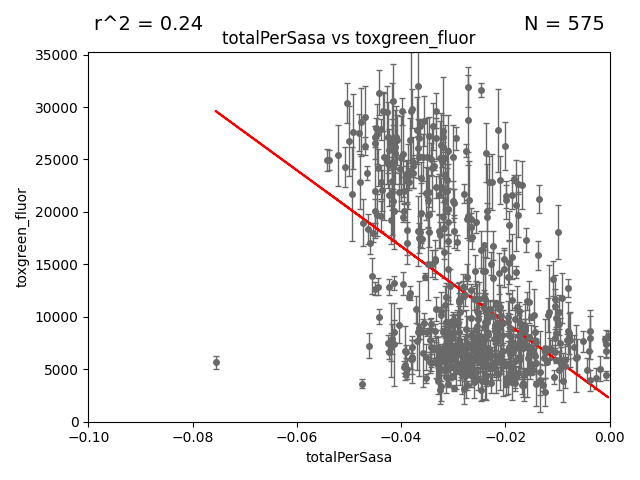 r^2 = 0.24
N = 575
totalPerSasa vs toxgreen_fluor
35000
30000
25000
20000
15000
10000
5000
0
toxgreen_fluor
−0.10
−0.08
−0.06
−0.04
−0.02
0.00
totalPerSasa